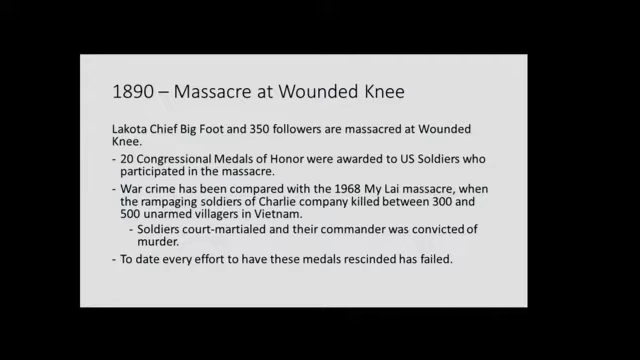 1890 – Massacre at Wounded Knee
Lakota Chief Big Foot and 350 followers are massacred at Wounded
Knee.
- 20 Congressional Medals of Honor were awarded to US Soldiers who
participated in the massacre.
- War crime has been compared with the 1968 My Lai massacre, when
the rampaging soldiers of Charlie company killed between 300 and
500 unarmed villagers in Vietnam.
- Soldiers court-martialed and their commander was convicted of
murder.
- To date every effort to have these medals rescinded has failed.